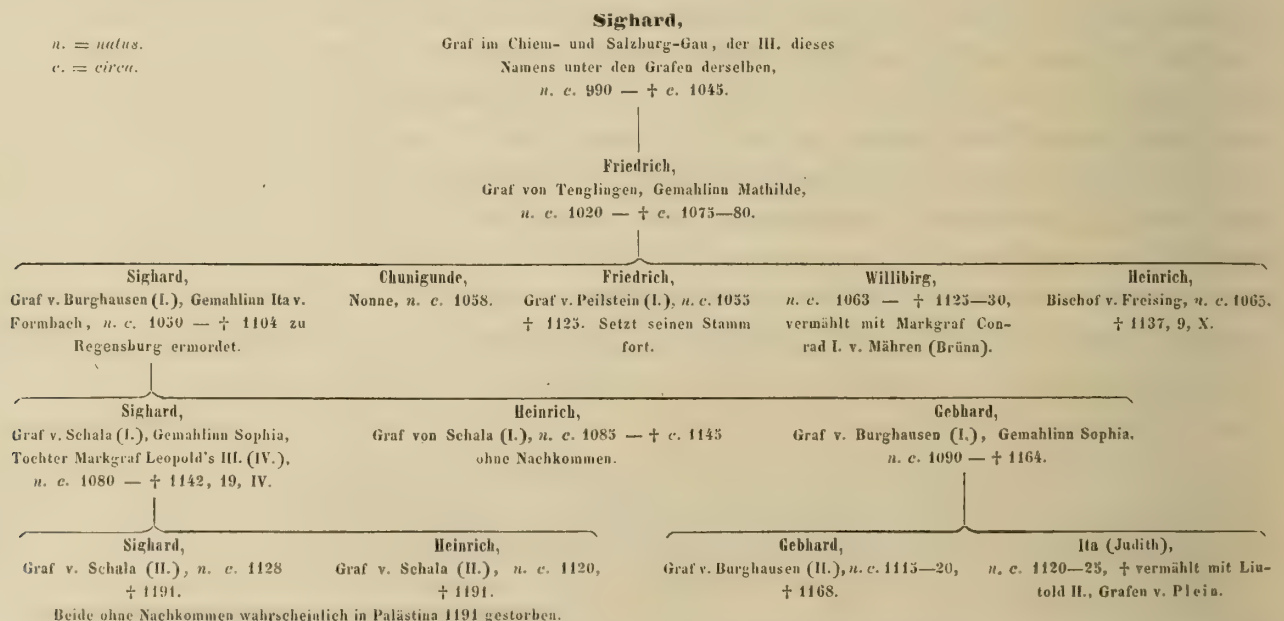 Sighard,
n. = natus.
Graf im Chiem- und Salzburg-Gau, der III. dieses
c. = circa.
Namens unter den Grafen derselben,
n. c. 990 — † c. 1045.
Friedrich,
Graf von Tenglingen, Gemahlinn Mathilde,
n. c. 1020 — † c. 1075—80.
Sighard,
Graf v. Burghausen (I.), Gemahlinn Ita v.
Formbach, n. c. 1050 — † 1104 zu
Regensburg ermordet.
Chunigunde,
Nonne, n. c. 1058.
Friedrich,
Graf v. Peilstein (I.), n. c. 1055
† 1125. Setzt seinen Stamm
fort.
Willibirg,
n. c. 1063 — † 1125—30,
vermählt mit Markgraf Con-
rad I. v. Mähren (Brünn).
Heinrich,
Bischof v. Freising, n. c. 1065.
† 1137, 9, X.
Sighard,
Graf v. Schala (I.), Gemahlinn Sophia,
Tochter Markgraf Leopold's III. (IV.),
n. c. 1080 — † 1142, 19, IV.
Heinrich,
Graf von Schala (I.), n. c. 1085 — † c. 1145
ohne Nachkommen.
Gebhard,
Graf v. Burghausen (I.), Gemahlinn Sophia.
n. c. 1090 — † 1164.
Sighard,
Graf v. Schala (II.), n. c. 1128
† 1191.
Heinrich,
Graf v. Schala (II.), n. c. 1120,
† 1191.
Beide ohne Nachkommen wahrscheinlich in Palästina 1191 gestorben.
Gebhard,
Graf v. Burghausen (II.), n. c. 1115—20,
† 1168.
Ita (Judith),
n. c. 1120—25, † vermählt mit Liu-
told II., Grafen v. Plein.